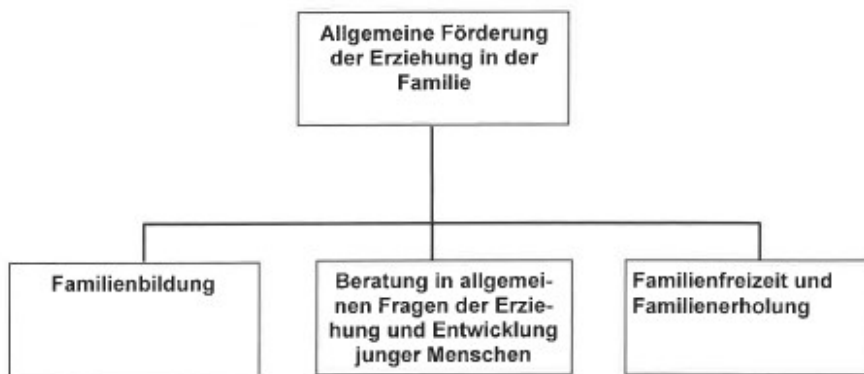 Allgemeine Förderung
der Erziehung in der
Familie
Familienbildung
Beratung in allgemei-
nen Fragen der Erzie-
hung und Entwicklung
junger Menschen
Familienfreizeit und
Familienerholung